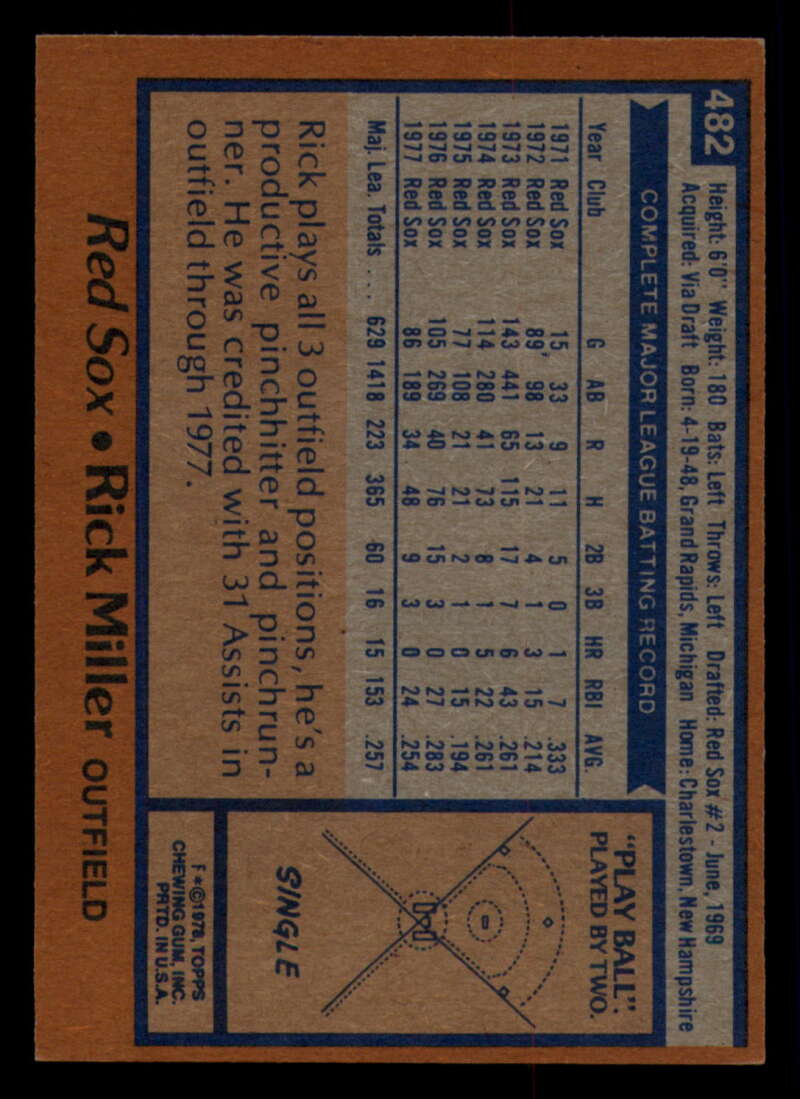 482
Height: 6'0" Weight: 180 Bats: Left Throws: Left Drafted: Red Sox #2 - June, 1969
Acquired: Via Draft Born: 4-19-48, Grand Rapids, Michigan Home: Charlestown, New Hampshire
COMPLETE MAJOR LEAGUE BATTING RECORD
Year Club G AB R H 2B 3B HR RBI AVG.
1971 Red Sox 15 33 9 11 5 0 1 7 .333
1972 Red Sox 89 98 13 21 4 1 3 15 .214
1973 Red Sox 143 441 65 115 17 7 6 43 .261
1974 Red Sox 114 280 41 73 8 1 5 22 .261
1975 Red Sox 77 108 21 21 2 1 0 15 .194
1976 Red Sox 105 269 40 76 15 3 0 27 .283
1977 Red Sox 86 189 34 48 9 3 0 24 .254
Maj. Lea. Totals ... 629 1418 223 365 60 16 15 153 .257
Rick plays all 3 outfield positions, he's a
productive pinchhitter and pinchrun-
ner. He was credited with 31 Assists in
outfield through 1977.
"PLAY BALL":
PLAYED BY TWO.
SINGLE
F*©1978, TOPPS
CHEWING GUM, INC.
PRTD. IN U.S.A.
Red Sox • Rick Miller OUTFIELD